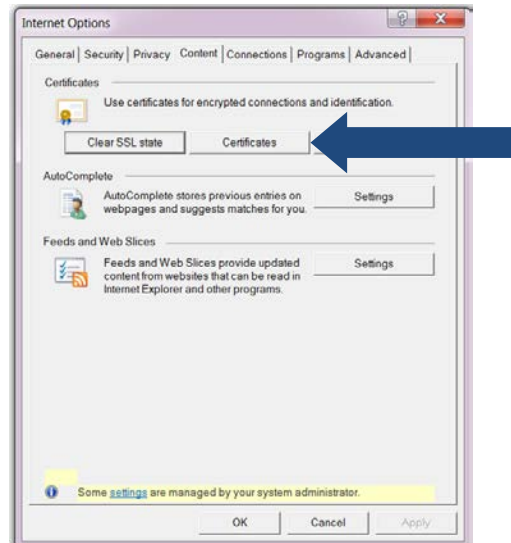 Internet Options
General Security Privacy Content Connections Programs Advanced
Certificates
Use certificates for encrypted connections and identification.
Clear SSL state Certificates
AutoComplete
AutoComplete stores previous entries on
webpages and suggests matches for you.
Settings
Feeds and Web Slices
Feeds and Web Slices provide updated
content from websites that can be read in
Internet Explorer and other programs.
Settings
Some settings are managed by your system administrator.
OK Cancel Apply